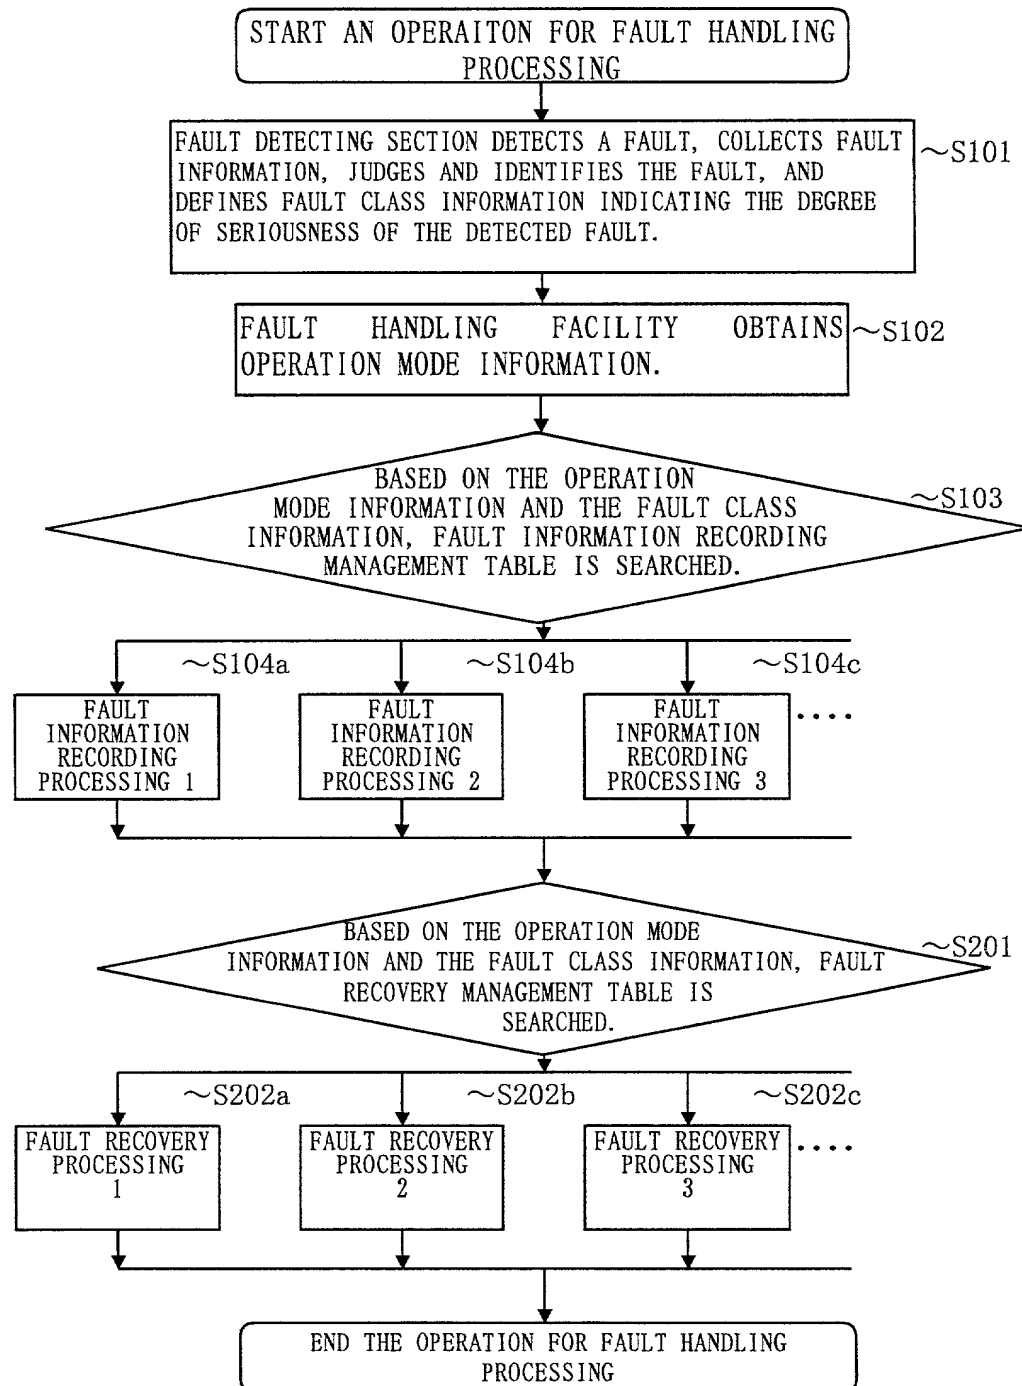 START AN OPERAITON FOR FAULT HANDLING
PROCESSING
FAULT DETECTING SECTION DETECTS A FAULT, COLLECTS FAULT
INFORMATION, JUDGES AND IDENTIFIES THE FAULT, AND
DEFINES FAULT CLASS INFORMATION INDICATING THE DEGREE
OF SERIOUSNESS OF THE DETECTED FAULT.
~S101
FAULT HANDLING FACILITY OBTAINS
OPERATION MODE INFORMATION.
~S102
BASED ON THE OPERATION
MODE INFORMATION AND THE FAULT CLASS
INFORMATION, FAULT INFORMATION RECORDING
MANAGEMENT TABLE IS SEARCHED.
~S103
~S104a
~S104b
~S104c
FAULT
INFORMATION
RECORDING
PROCESSING 1
FAULT
INFORMATION
RECORDING
PROCESSING 2
FAULT
INFORMATION
RECORDING
PROCESSING 3
....
BASED ON THE OPERATION MODE
INFORMATION AND THE FAULT CLASS INFORMATION, FAULT
RECOVERY MANAGEMENT TABLE IS
SEARCHED.
~S201
~S202a
~S202b
~S202c
FAULT RECOVERY
PROCESSING
1
FAULT RECOVERY
PROCESSING
2
FAULT RECOVERY
PROCESSING
3
....
END THE OPERATION FOR FAULT HANDLING
PROCESSING